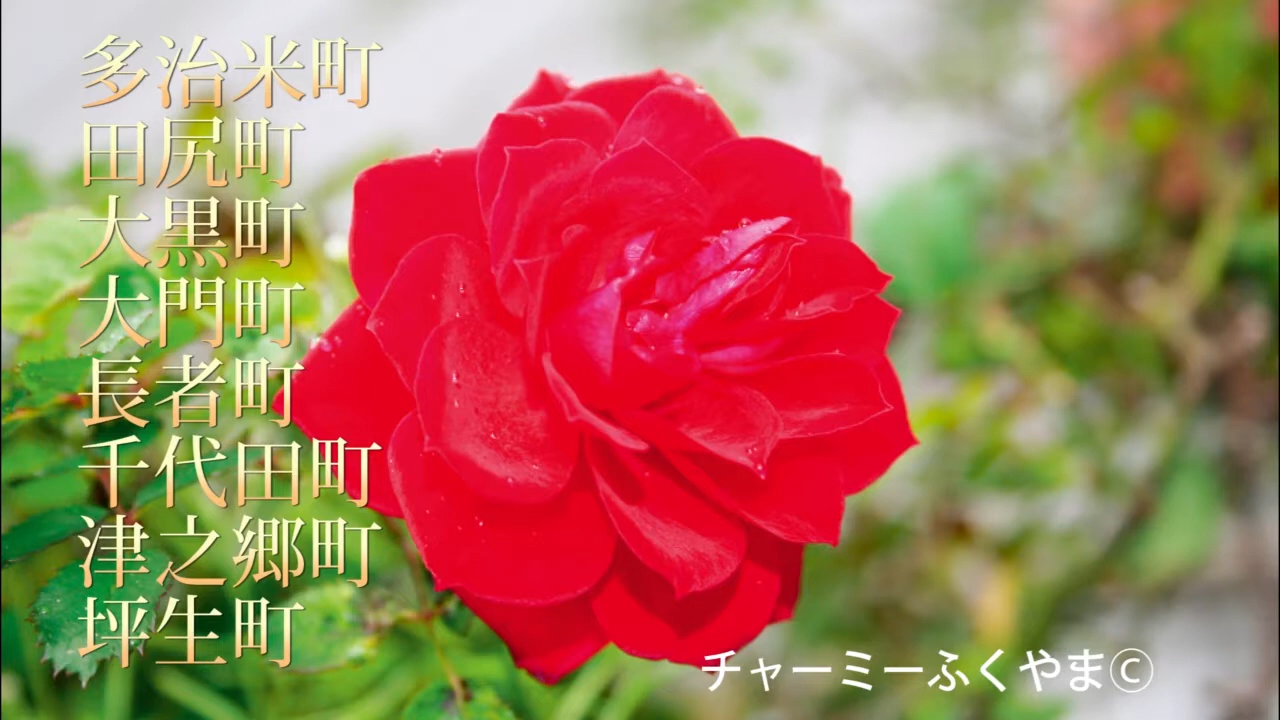 多治米町
田尻町
大黒町
大門町
長者町
千代田町
津之郷町
坪生町
チャーミーふくやまⓒ